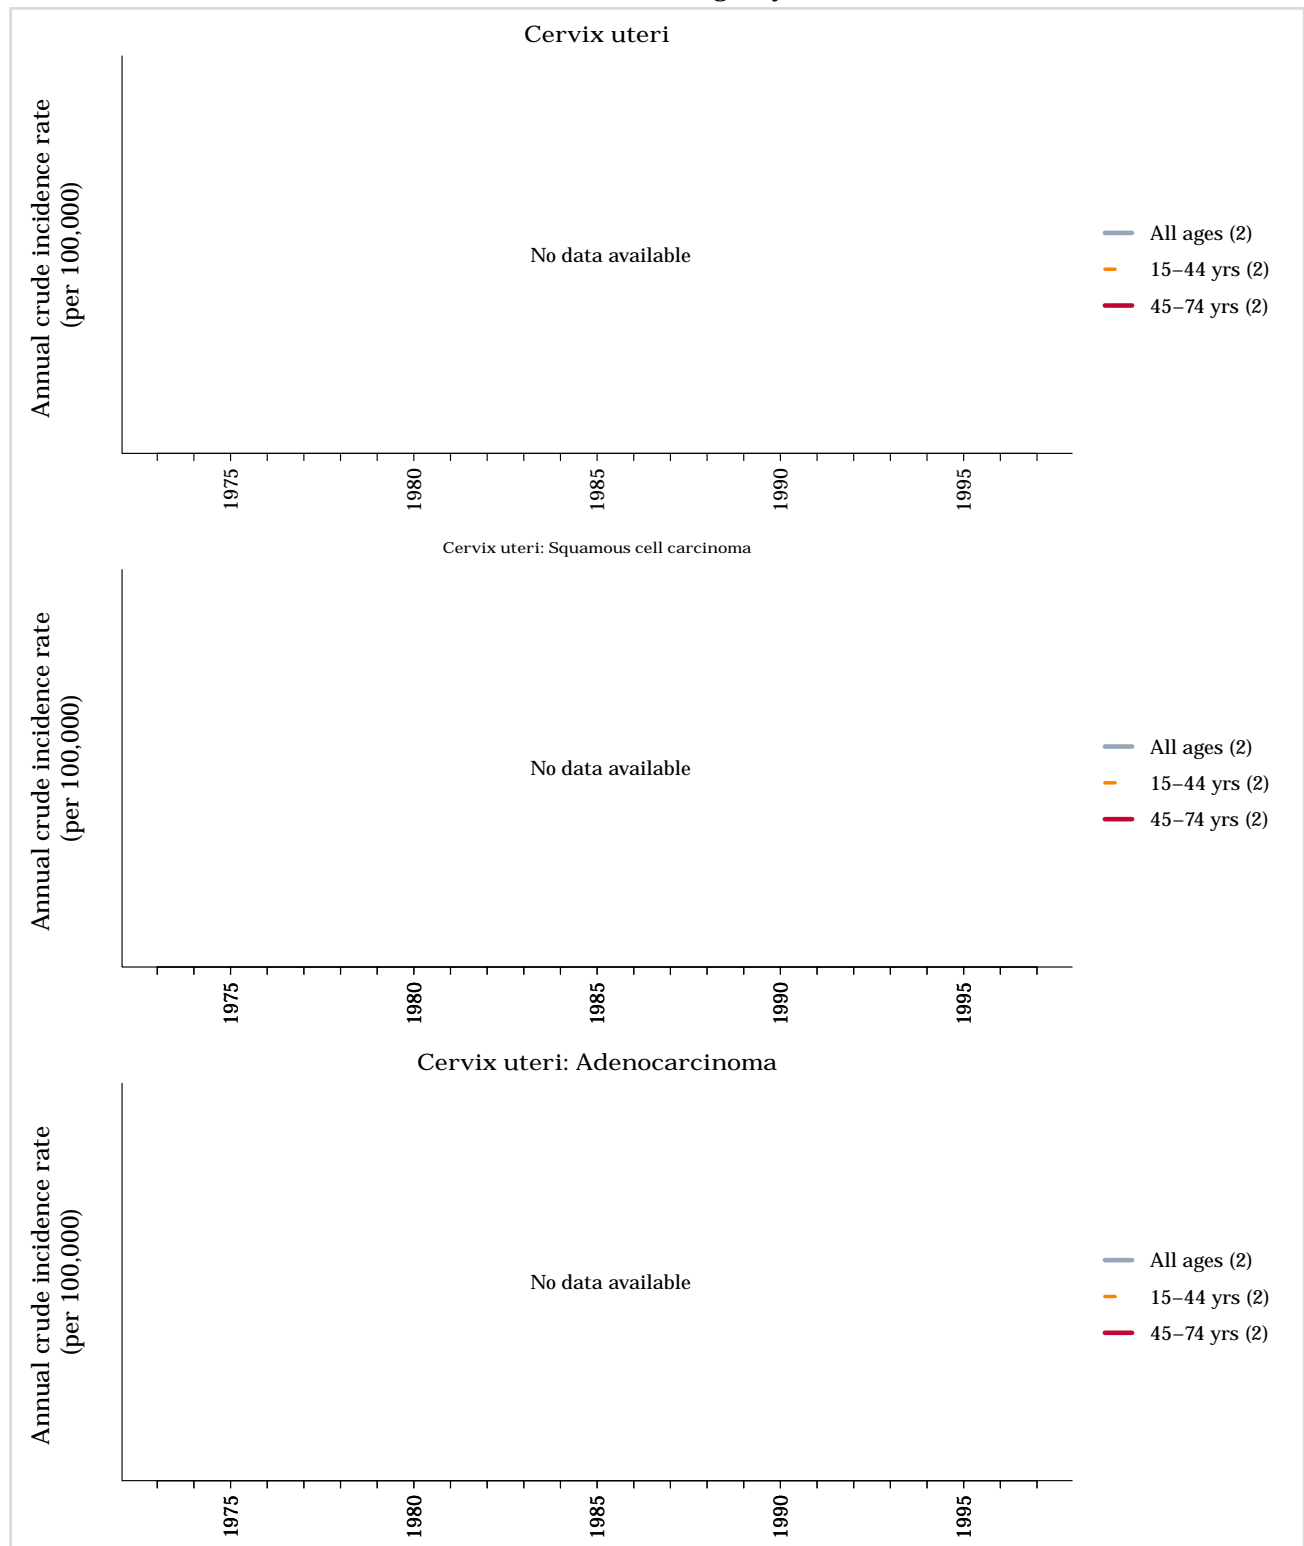 Cervix uteri
Annual crude incidence rate
(per 100,000)
No data available
All ages (2)
15–44 yrs (2)
45–74 yrs (2)
1975
1980
1985
1990
1995
Cervix uteri: Squamous cell carcinoma
Annual crude incidence rate
(per 100,000)
No data available
All ages (2)
15–44 yrs (2)
45–74 yrs (2)
1975
1980
1985
1990
1995
Cervix uteri: Adenocarcinoma
Annual crude incidence rate
(per 100,000)
No data available
All ages (2)
15–44 yrs (2)
45–74 yrs (2)
1975
1980
1985
1990
1995